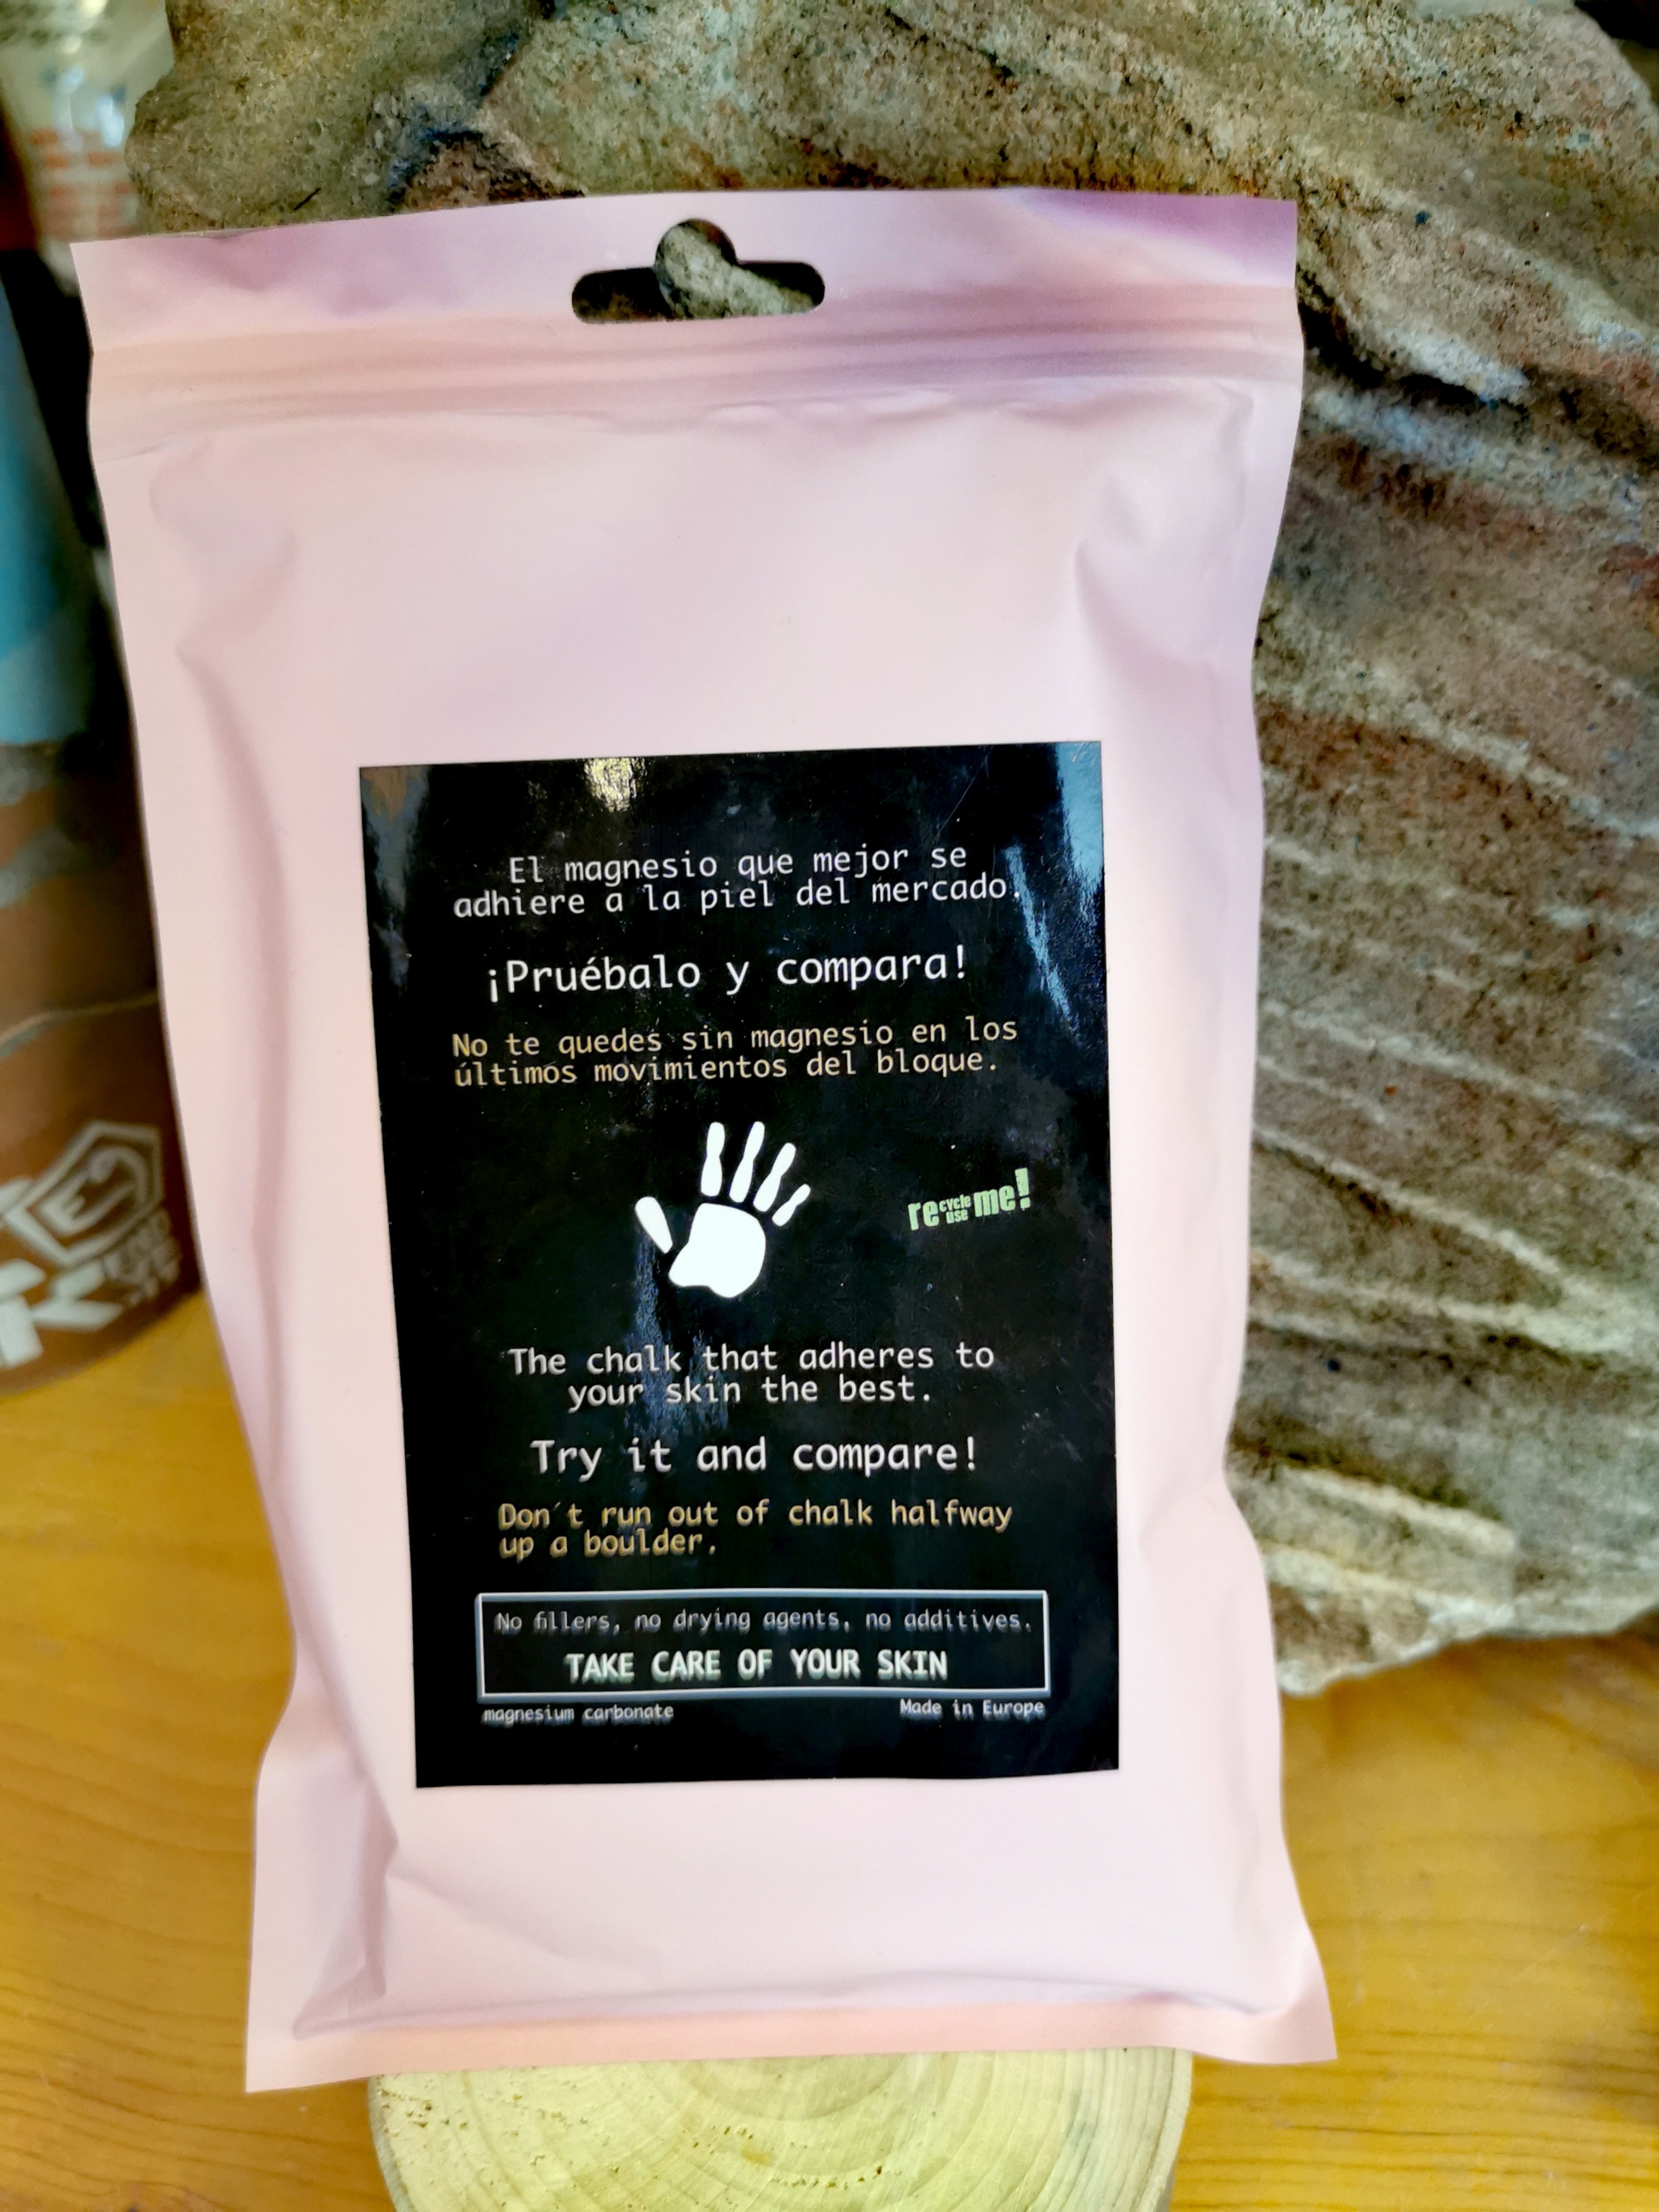 El magnesio que mejor se
adhiere a la piel del mercado.
¡Pruébalo y compara!
No te quedes sin magnesio en los
últimos movimientos del bloque.
recycle
use me!
The chalk that adheres to
your skin the best.
Try it and compare!
Don´t run out of chalk halfway
up a boulder.
No fillers, no drying agents, no additives.
TAKE CARE OF YOUR SKIN
magnesium carbonate
Made in Europe